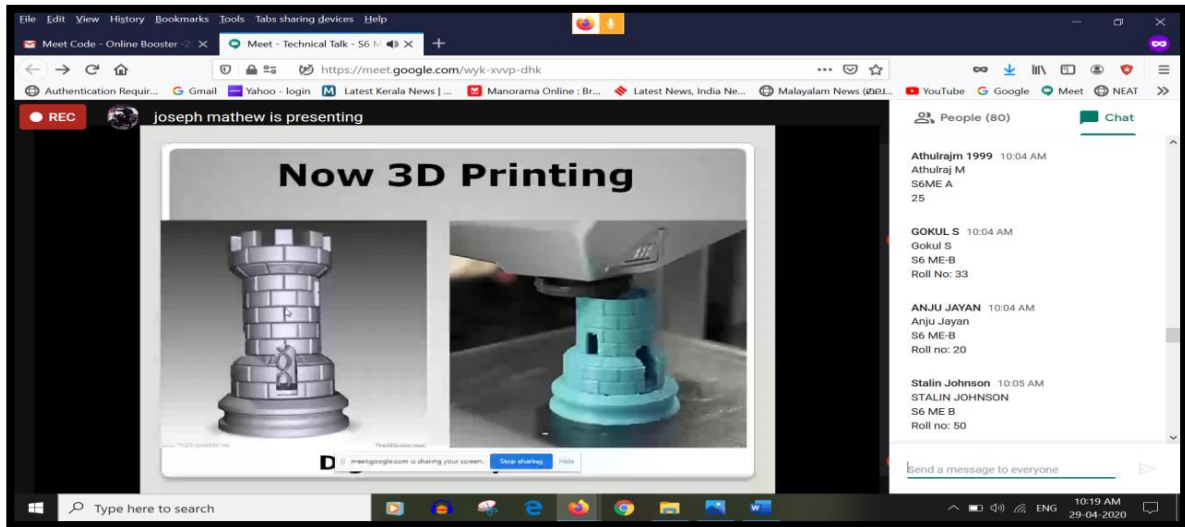 File Edit View History Bookmarks Tools Tabs sharing devices Help
Meet Code - Online Booster -2
Meet - Technical Talk - S6 M
https://meet.google.com/wyk-xvvp-dhk
Authentication Requir... Gmail Yahoo - login Latest Kerala News | ... Manorama Online : Br... Latest News, India Ne... Malayalam News YouTube Google Meet NEAT
REC joseph mathew is presenting
People (80) Chat
Now 3D Printing
meet.google.com is sharing your screen. Stop sharing Hide
Athulrajm 1999 10:04 AM
Athulraj M
S6ME A
25
GOKUL S 10:04 AM
Gokul S
S6 ME-B
Roll No: 33
ANJU JAYAN 10:04 AM
Anju Jayan
S6 ME-B
Roll no: 20
Stalin Johnson 10:05 AM
STALIN JOHNSON
S6 ME B
Roll no: 50
Send a message to everyone
Type here to search
ENG
10:19 AM
29-04-2020